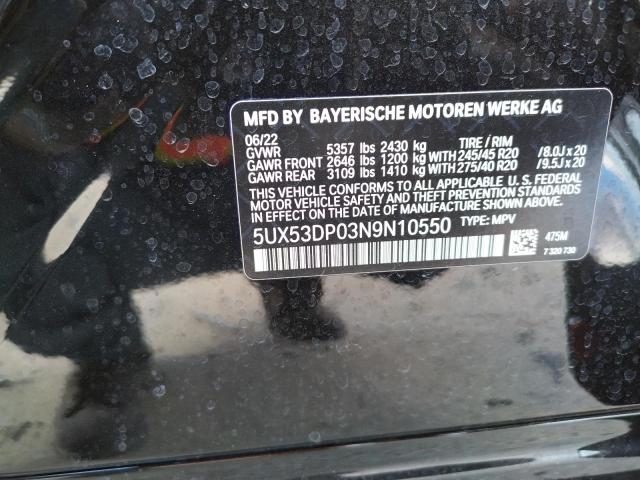 MFD BY BAYERISCHE MOTOREN WERKE AG
06/22
GVWR 5357 lbs 2430 kg TIRE / RIM
GAWR FRONT 2646 lbs 1200 kg WITH 245/45 R20 /8.0J x 20
GAWR REAR 3109 lbs 1410 kg WITH 275/40 R20 /9.5J x 20
THIS VEHICLE CONFORMS TO ALL APPLICABLE U. S. FEDERAL
MOTOR VEHICLE SAFETY AND THEFT PREVENTION STANDARDS
IN EFFECT ON THE DATE OF MANUFACTURE SHOWN ABOVE.
5UX53DP03N9N10550 TYPE: MPV
475M
7 320 730